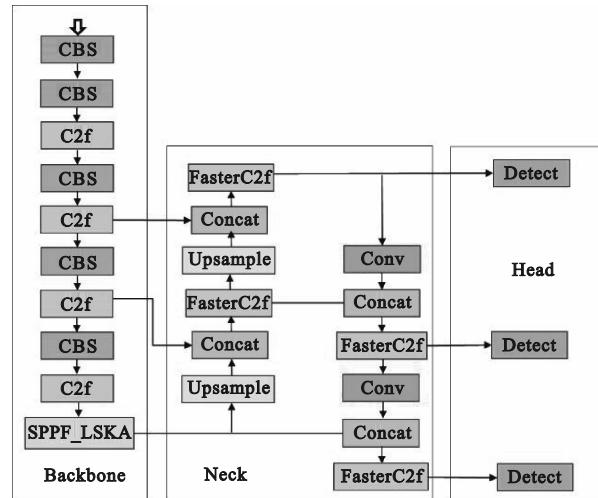 CBS
CBS
C2f
CBS
C2f
CBS
C2f
CBS
C2f
SPPF_LSKA
Backbone
FasterC2f
Concat
Upsample
FasterC2f
Concat
Upsample
Conv
Concat
FasterC2f
Conv
Concat
FasterC2f
Neck
Detect
Head
Detect
Detect